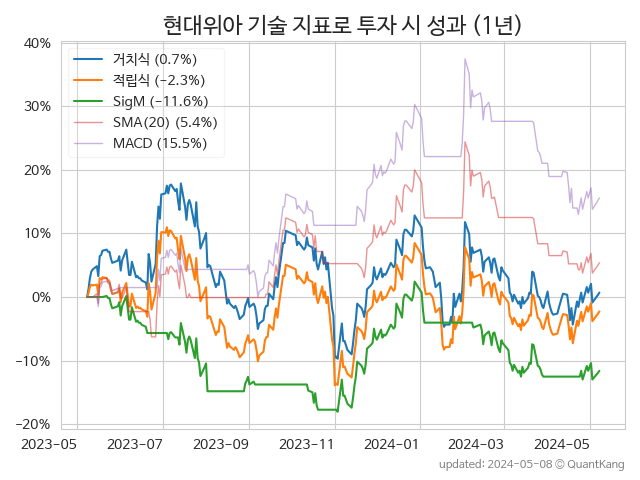 현대위아 기술 지표로 투자 시 성과 (1년)
40%
30%
20%
10%
0%
−10%
−20%
거치식 (0.7%)
적립식 (−2.3%)
SigM (−11.6%)
SMA(20) (5.4%)
MACD (15.5%)
2023-05 2023-07 2023-09 2023-11 2024-01 2024-03 2024-05
updated: 2024-05-08 ⓒ QuantKang